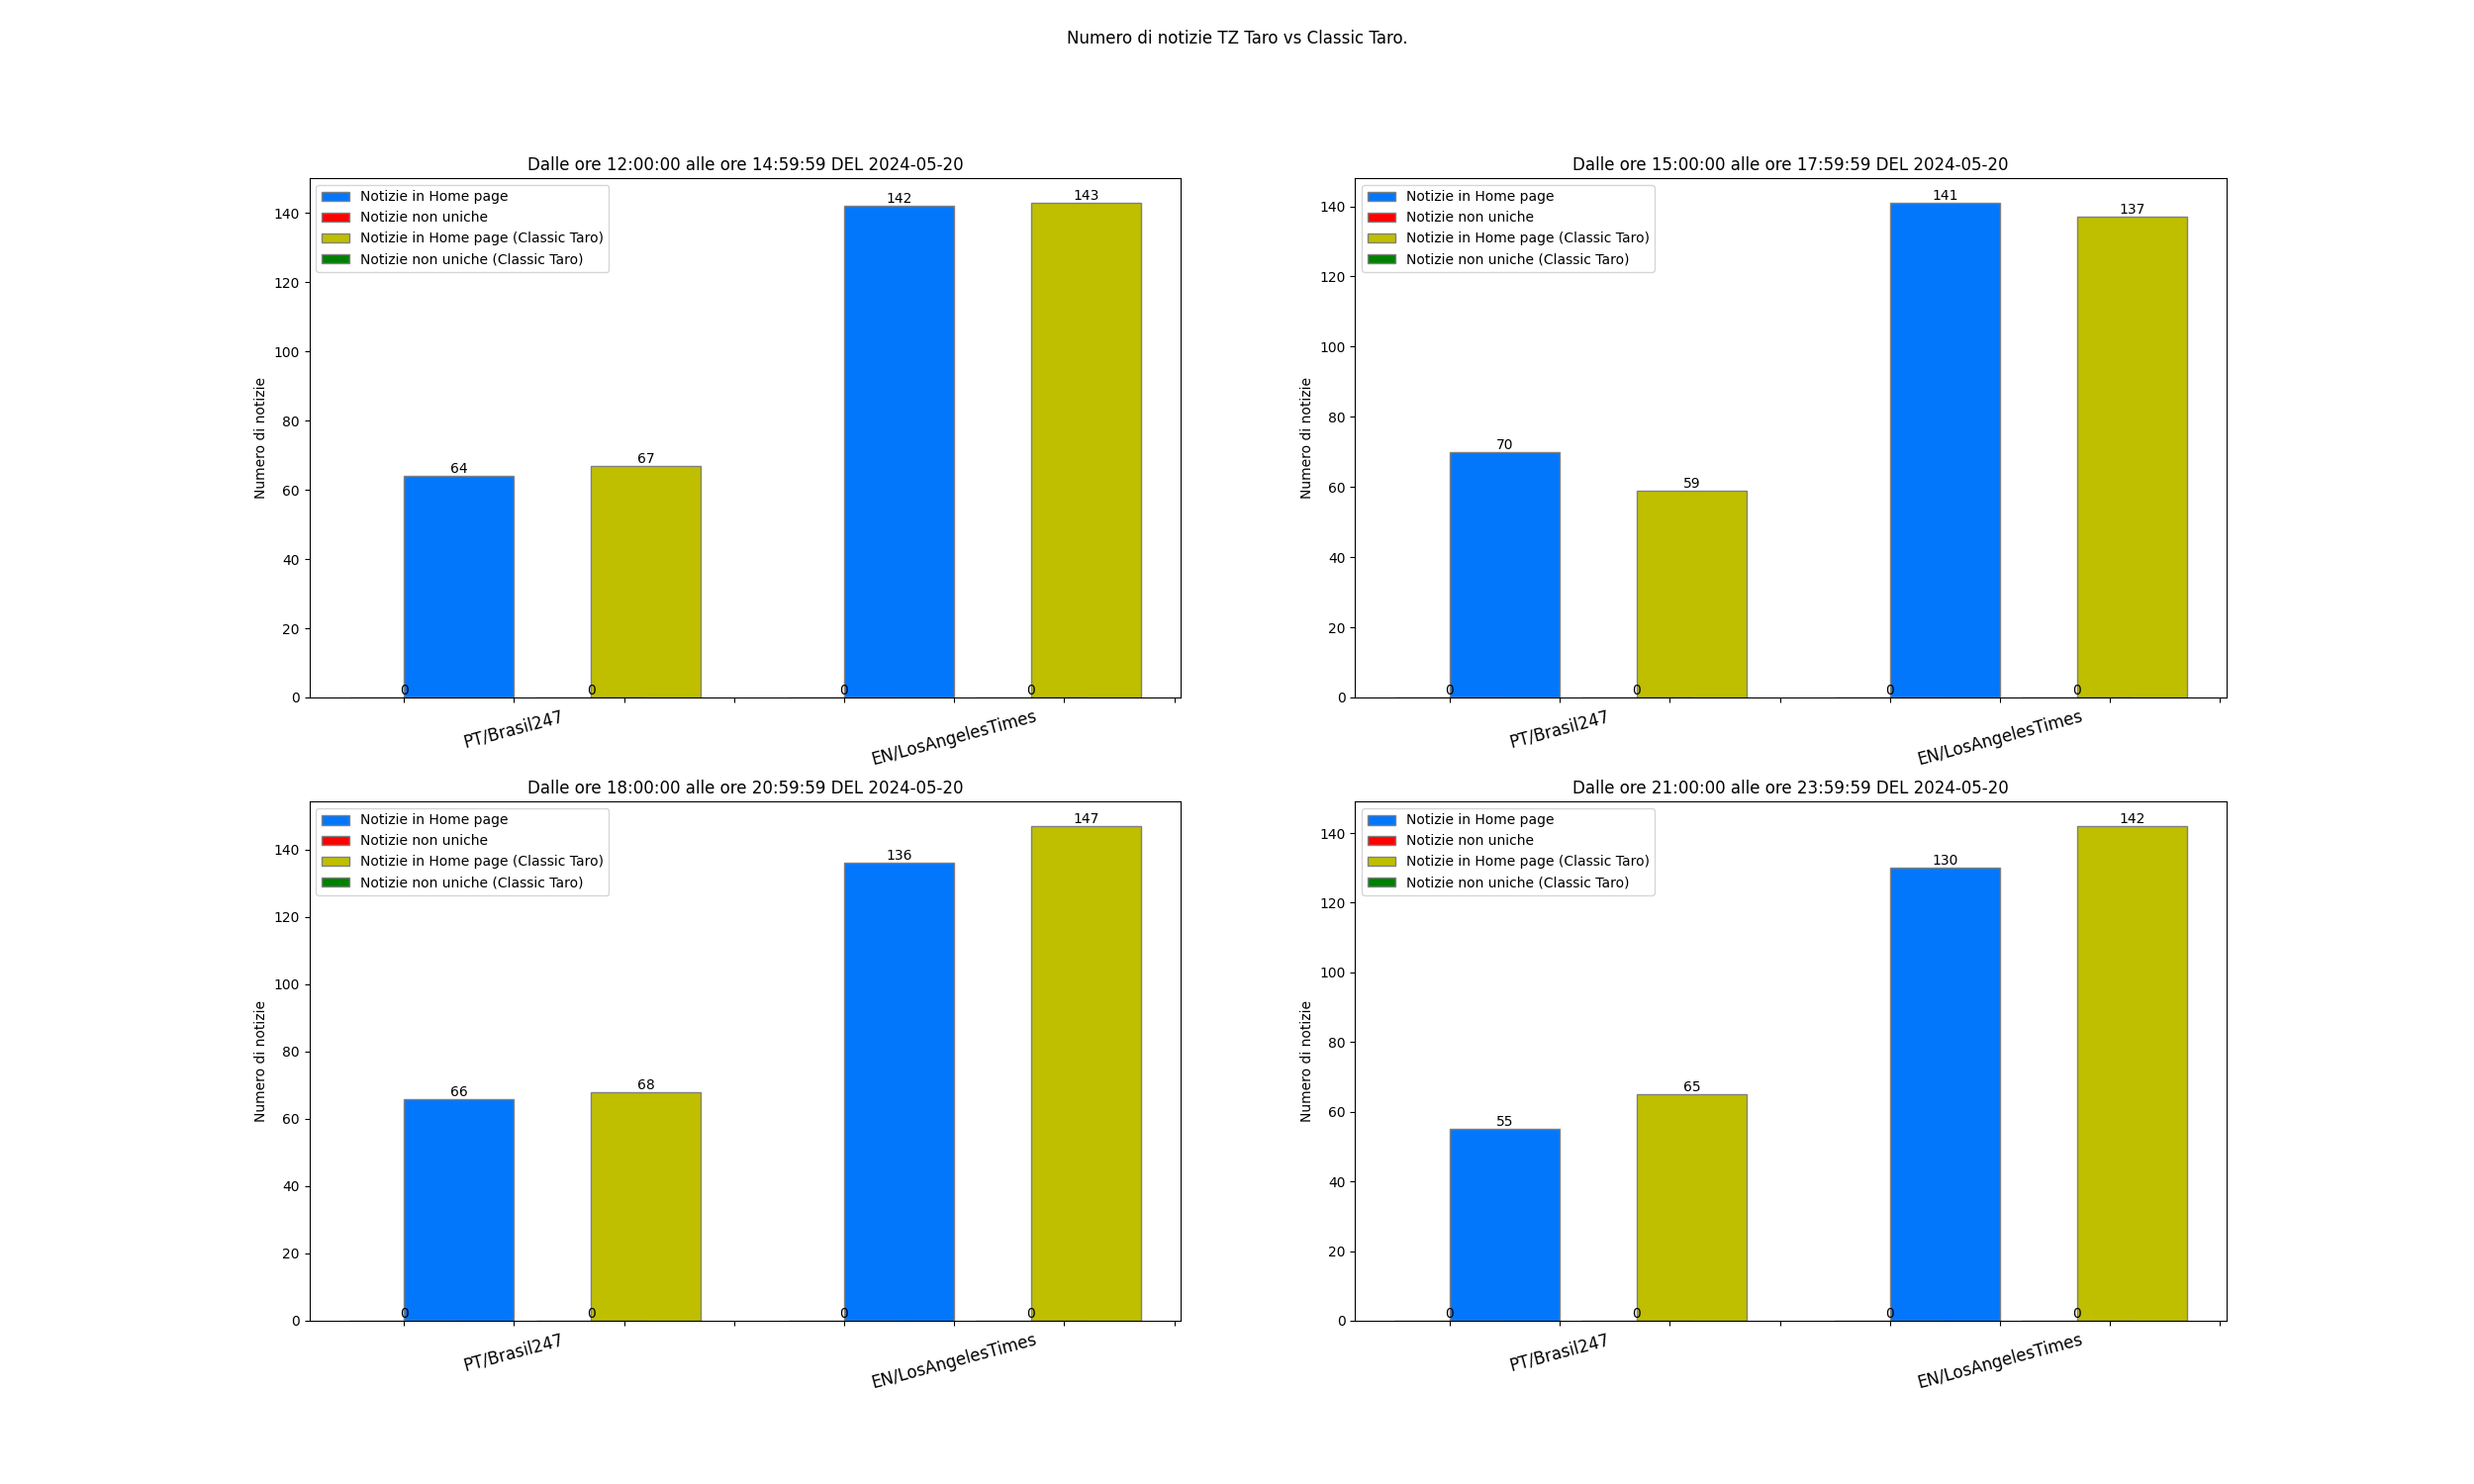 Numero di notizie TZ Taro vs Classic Taro.
Dalle ore 12:00:00 alle ore 14:59:59 DEL 2024-05-20
Notizie in Home page
Notizie non uniche
Notizie in Home page (Classic Taro)
Notizie non uniche (Classic Taro)
Numero di notizie
140
120
100
80
60
40
20
0
64
67
142
143
0
0
0
0
PT/Brasil247
EN/LosAngelesTimes
Dalle ore 15:00:00 alle ore 17:59:59 DEL 2024-05-20
Notizie in Home page
Notizie non uniche
Notizie in Home page (Classic Taro)
Notizie non uniche (Classic Taro)
Numero di notizie
140
120
100
80
60
40
20
0
70
59
141
137
0
0
0
0
PT/Brasil247
EN/LosAngelesTimes
Dalle ore 18:00:00 alle ore 20:59:59 DEL 2024-05-20
Notizie in Home page
Notizie non uniche
Notizie in Home page (Classic Taro)
Notizie non uniche (Classic Taro)
Numero di notizie
140
120
100
80
60
40
20
0
66
68
136
147
0
0
0
0
PT/Brasil247
EN/LosAngelesTimes
Dalle ore 21:00:00 alle ore 23:59:59 DEL 2024-05-20
Notizie in Home page
Notizie non uniche
Notizie in Home page (Classic Taro)
Notizie non uniche (Classic Taro)
Numero di notizie
140
120
100
80
60
40
20
0
55
65
130
142
0
0
0
0
PT/Brasil247
EN/LosAngelesTimes